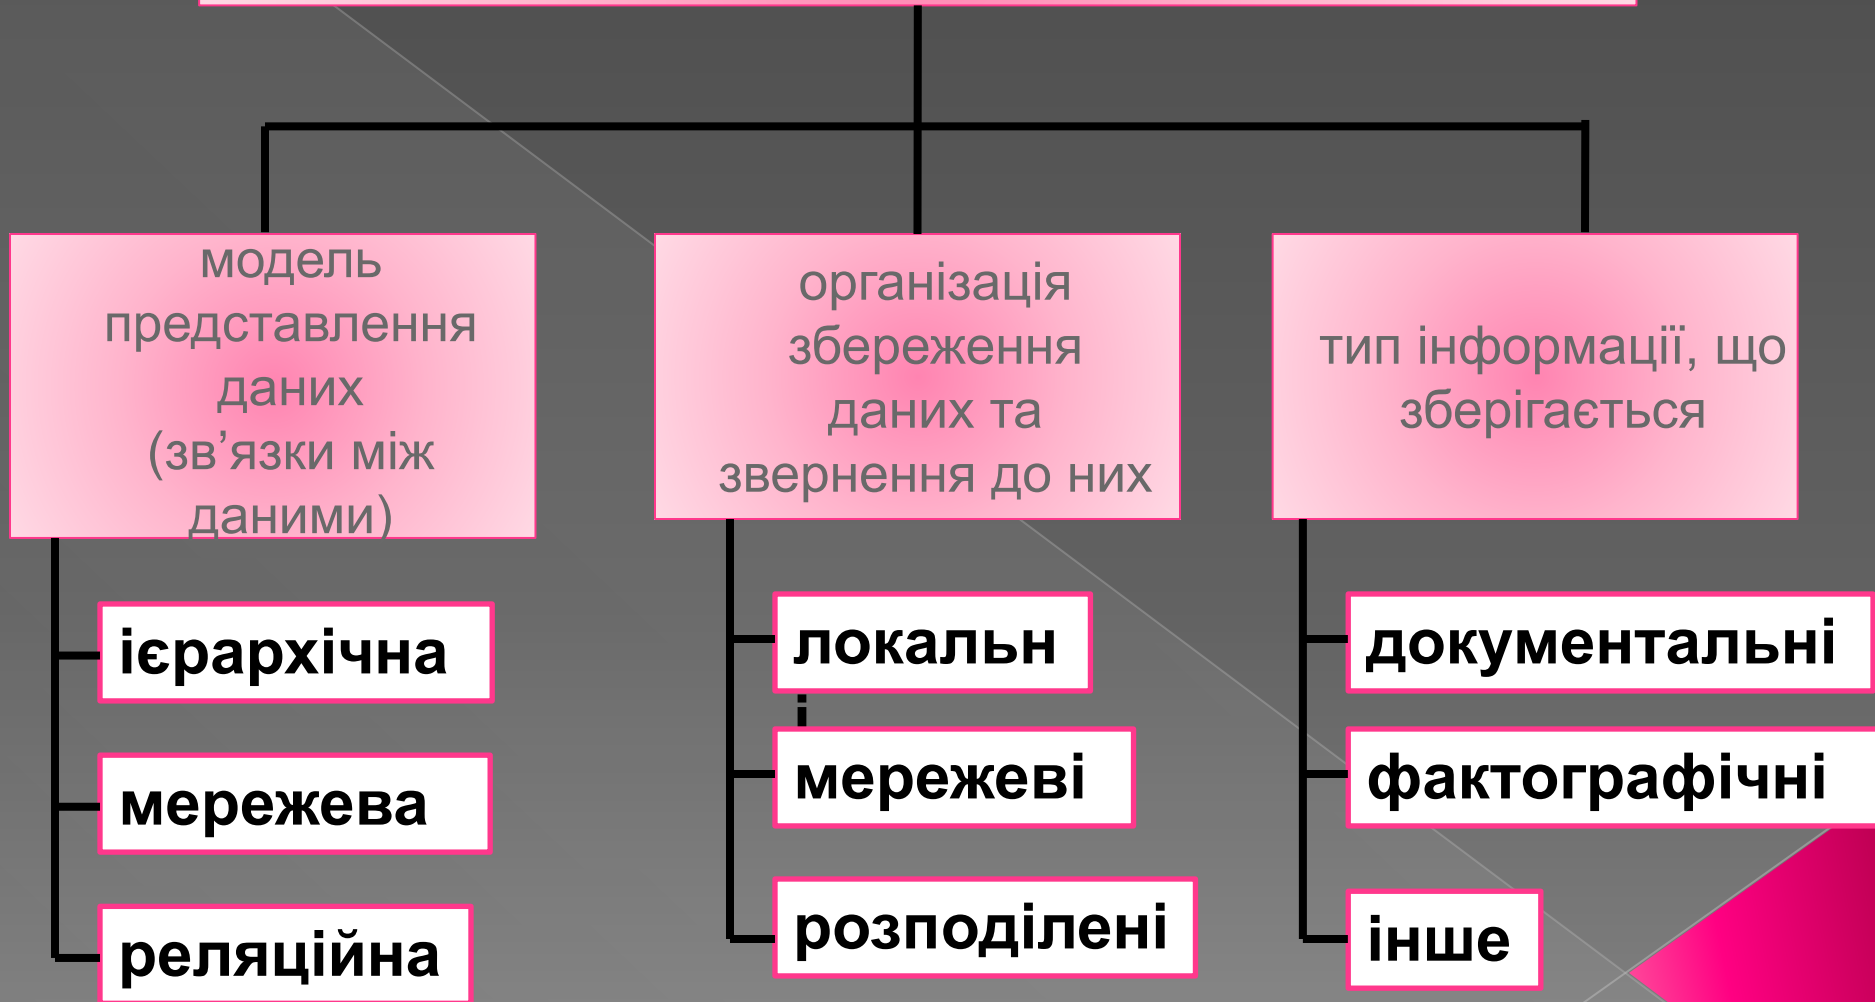 модель
представлення
даних
(зв’язки між
даними)
ієрархічна
мережева
реляційна
організація
збереження
даних та
звернення до них
локальн
і
мережеві
розподілені
тип інформації, що
зберігається
документальні
фактографічні
інше